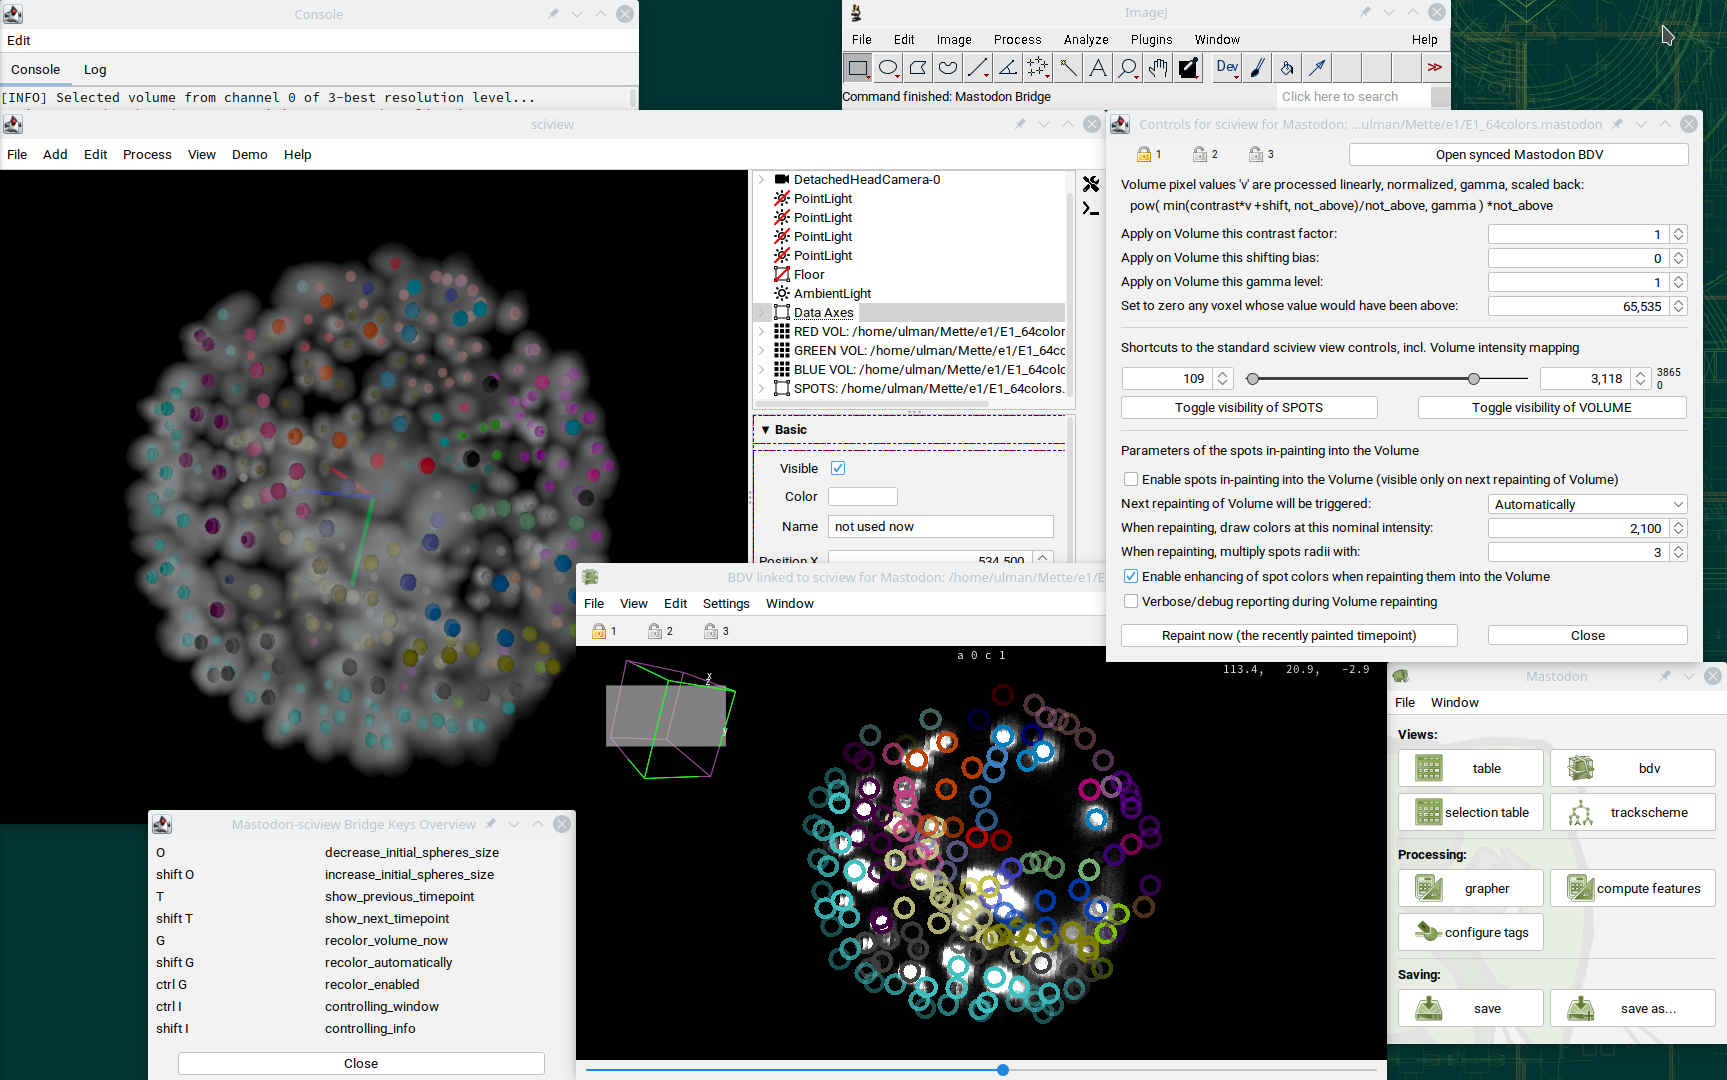 Console
Edit
Console Log
[INFO] Selected volume from channel 0 of 3-best resolution level...
ImageJ
File Edit Image Process Analyze Plugins Window Help
Dev
Command finished: Mastodon Bridge
Click here to search
sciview
File Add Edit Process View Demo Help
DetachedHeadCamera-0
PointLight
PointLight
PointLight
PointLight
Floor
AmbientLight
Data Axes
RED VOL: /home/ulman/Mette/e1/E1_64color
GREEN VOL: /home/ulman/Mette/e1/E1_64cc
BLUE VOL: /home/ulman/Mette/e1/E1_64colc
SPOTS: /home/ulman/Mette/e1/E1_64colors.
▼ Basic
Visible
Color
Name not used now
Position X 534.500
Controls for sciview for Mastodon: ...ulman/Mette/e1/E1_64colors.mastodon
1 2 3 Open synced Mastodon BDV
Volume pixel values 'v' are processed linearly, normalized, gamma, scaled back:
pow( min(contrast*v +shift, not_above)/not_above, gamma ) *not_above
Apply on Volume this contrast factor: 1
Apply on Volume this shifting bias: 0
Apply on Volume this gamma level: 1
Set to zero any voxel whose value would have been above: 65,535
Shortcuts to the standard sciview view controls, incl. Volume intensity mapping
109 3,118 3865
0
Toggle visibility of SPOTS Toggle visibility of VOLUME
Parameters of the spots in-painting into the Volume
Enable spots in-painting into the Volume (visible only on next repainting of Volume)
Next repainting of Volume will be triggered: Automatically
When repainting, draw colors at this nominal intensity: 2,100
When repainting, multiply spots radii with: 3
Enable enhancing of spot colors when repainting them into the Volume
Verbose/debug reporting during Volume repainting
Repaint now (the recently painted timepoint) Close
BDV linked to sciview for Mastodon: /home/ulman/Mette/e1/E
File View Edit Settings Window
1 2 3
a 0 c 1
113.4, 20.9, -2.9
x
z
y
Mastodon-sciview Bridge Keys Overview
O decrease_initial_spheres_size
shift O increase_initial_spheres_size
T show_previous_timepoint
shift T show_next_timepoint
G recolor_volume_now
shift G recolor_automatically
ctrl G recolor_enabled
ctrl I controlling_window
shift I controlling_info
Close
Mastodon
File Window
Views:
table bdv
selection table trackscheme
Processing:
grapher compute features
configure tags
Saving:
save save as...